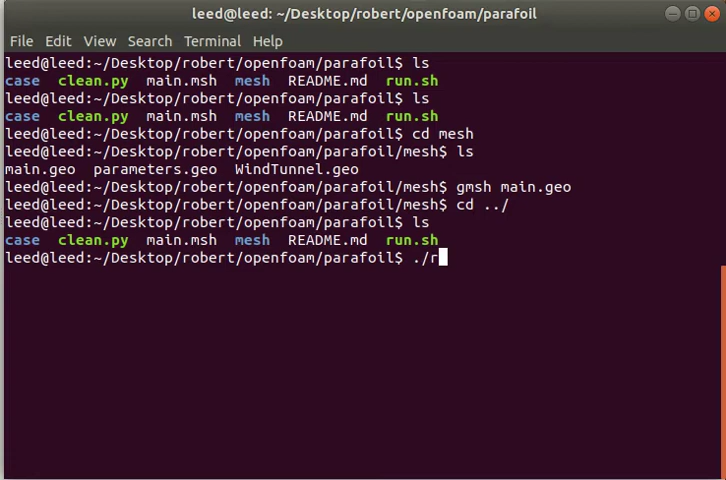 leed@leed: ~/Desktop/robert/openfoam/parafoil
File Edit View Search Terminal Help
leed@leed:~/Desktop/robert/openfoam/parafoil$ ls
case clean.py main.msh mesh README.md run.sh
leed@leed:~/Desktop/robert/openfoam/parafoil$ ls
case clean.py main.msh mesh README.md run.sh
leed@leed:~/Desktop/robert/openfoam/parafoil$ cd mesh
leed@leed:~/Desktop/robert/openfoam/parafoil/mesh$ ls
main.geo parameters.geo WindTunnel.geo
leed@leed:~/Desktop/robert/openfoam/parafoil/mesh$ gmsh main.geo
leed@leed:~/Desktop/robert/openfoam/parafoil/mesh$ cd ../
leed@leed:~/Desktop/robert/openfoam/parafoil$ ls
case clean.py main.msh mesh README.md run.sh
leed@leed:~/Desktop/robert/openfoam/parafoil$ ./r